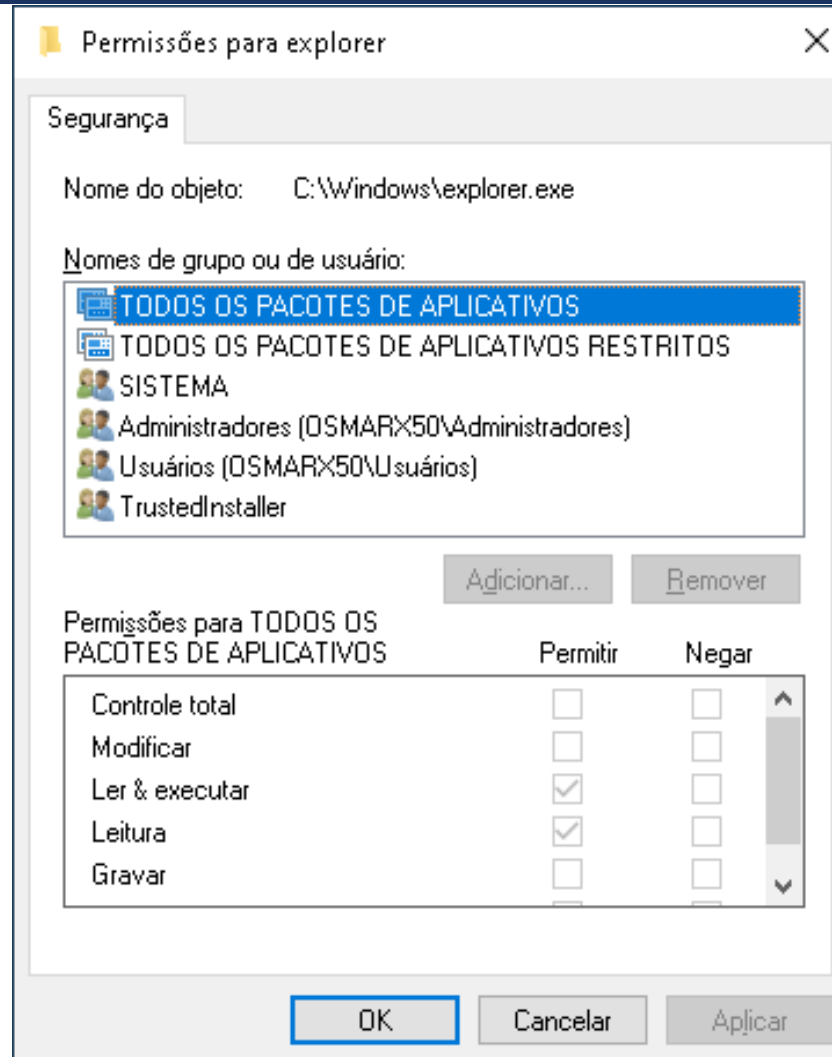 Permissões para explorer
Segurança
Nome do objeto: C:\Windows\explorer.exe
Nomes de grupo ou de usuário:
TODOS OS PACOTES DE APLICATIVOS
TODOS OS PACOTES DE APLICATIVOS RESTRITOS
SISTEMA
Administradores (OSMARX50\Administradores)
Usuários (OSMARX50\Usuários)
TrustedInstaller
Adicionar... Remover
Permissões para TODOS OS
PACOTES DE APLICATIVOS Permitir Negar
Controle total
Modificar
Ler & executar
Leitura
Gravar
OK Cancelar Aplicar